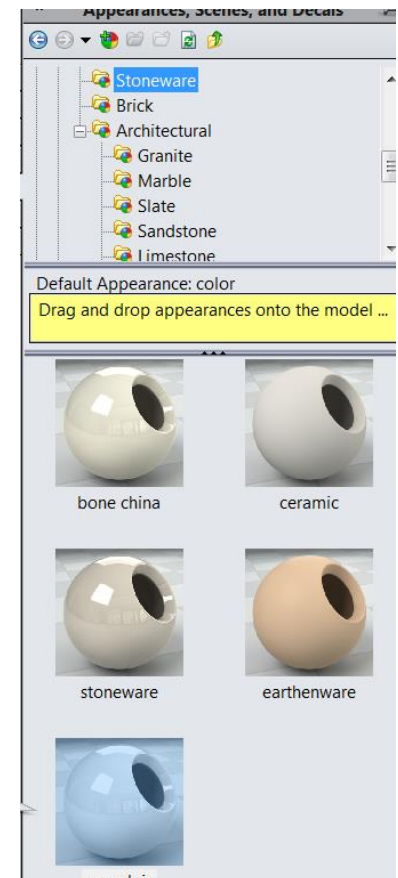 Appearances, Scenes, and Decals
Stoneware
Brick
Architectural
Granite
Marble
Slate
Sandstone
Limestone
Default Appearance: color
Drag and drop appearances onto the model ...
bone china
ceramic
stoneware
earthenware